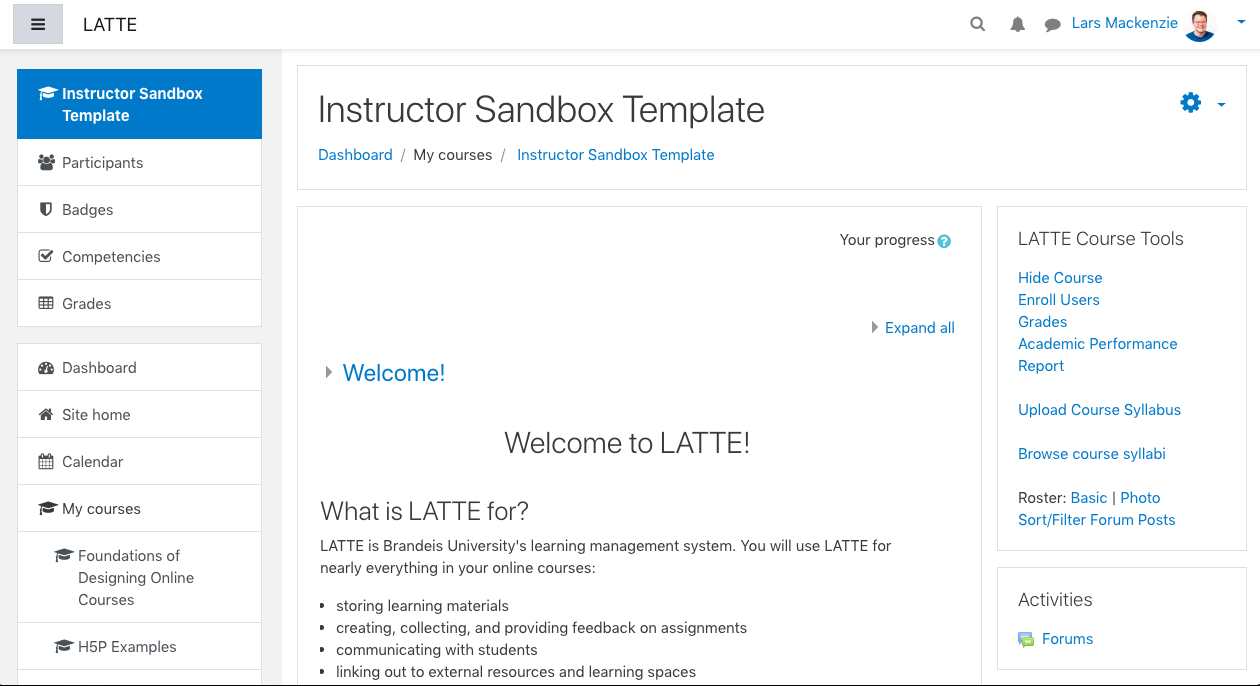 LATTE
Lars Mackenzie
Instructor Sandbox
Template
Participants
Badges
Competencies
Grades
Dashboard
Site home
Calendar
My courses
Foundations of
Designing Online
Courses
H5P Examples
Instructor Sandbox Template
Dashboard / My courses / Instructor Sandbox Template
Your progress ?
Expand all
Welcome!
Welcome to LATTE!
What is LATTE for?
LATTE is Brandeis University's learning management system. You will use LATTE for
nearly everything in your online courses:
• storing learning materials
• creating, collecting, and providing feedback on assignments
• communicating with students
• linking out to external resources and learning spaces
LATTE Course Tools
Hide Course
Enroll Users
Grades
Academic Performance
Report
Upload Course Syllabus
Browse course syllabi
Roster: Basic | Photo
Sort/Filter Forum Posts
Activities
Forums